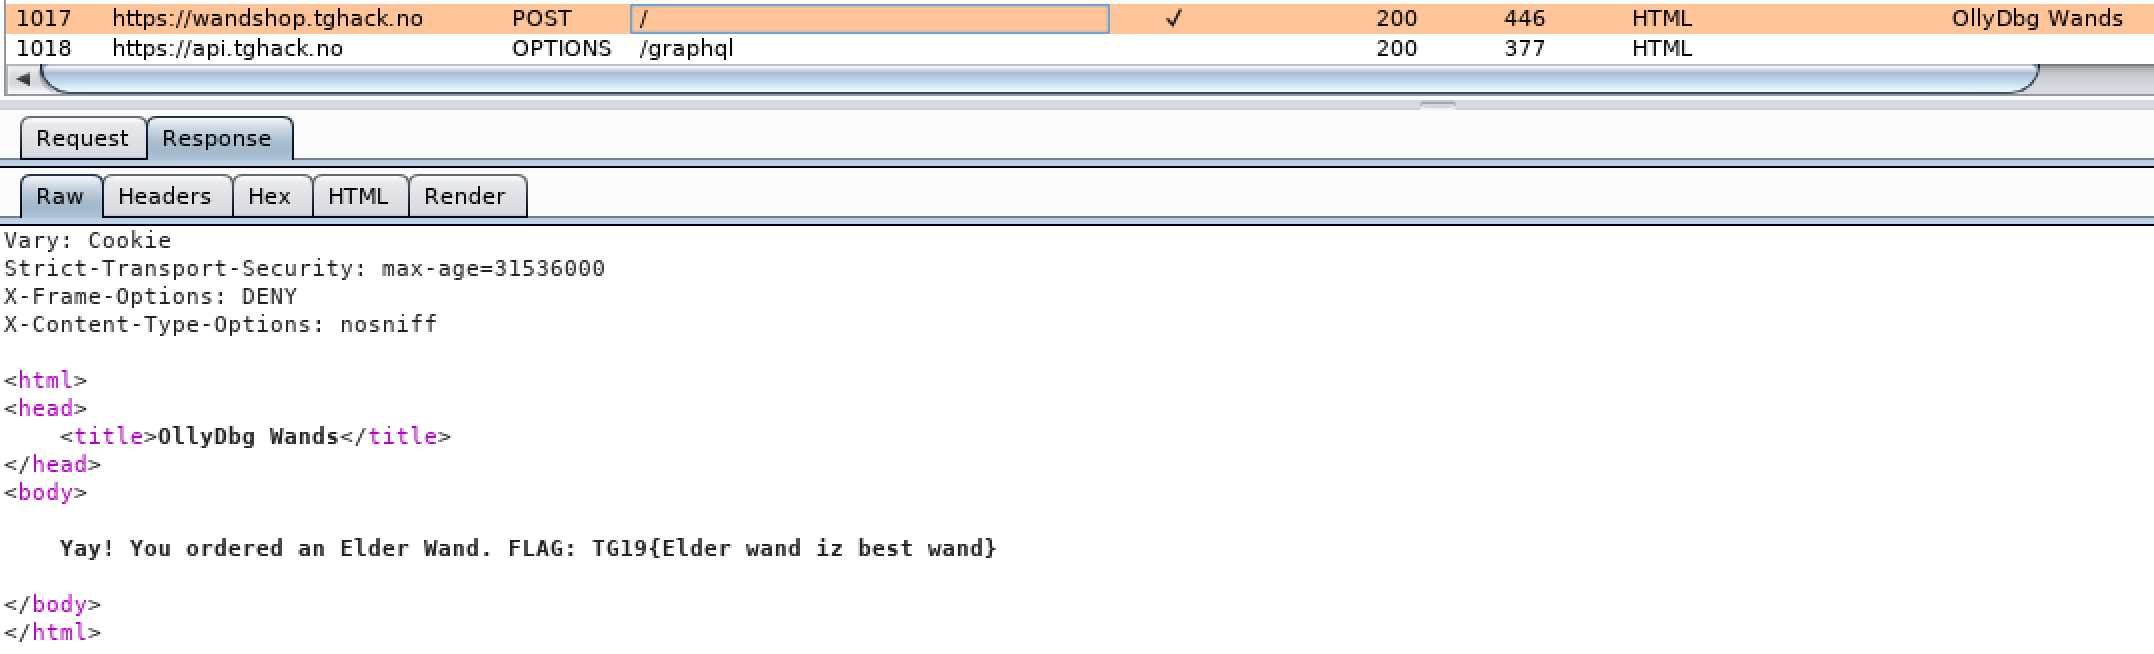 1017 https://wandshop.tghack.no POST / ✓ 200 446 HTML OllyDbg Wands
1018 https://api.tghack.no OPTIONS /graphql 200 377 HTML
Request Response
Raw Headers Hex HTML Render
Vary: Cookie
Strict-Transport-Security: max-age=31536000
X-Frame-Options: DENY
X-Content-Type-Options: nosniff
<html>
<head>
<title>OllyDbg Wands</title>
</head>
<body>
Yay! You ordered an Elder Wand. FLAG: TG19{Elder wand iz best wand}
</body>
</html>